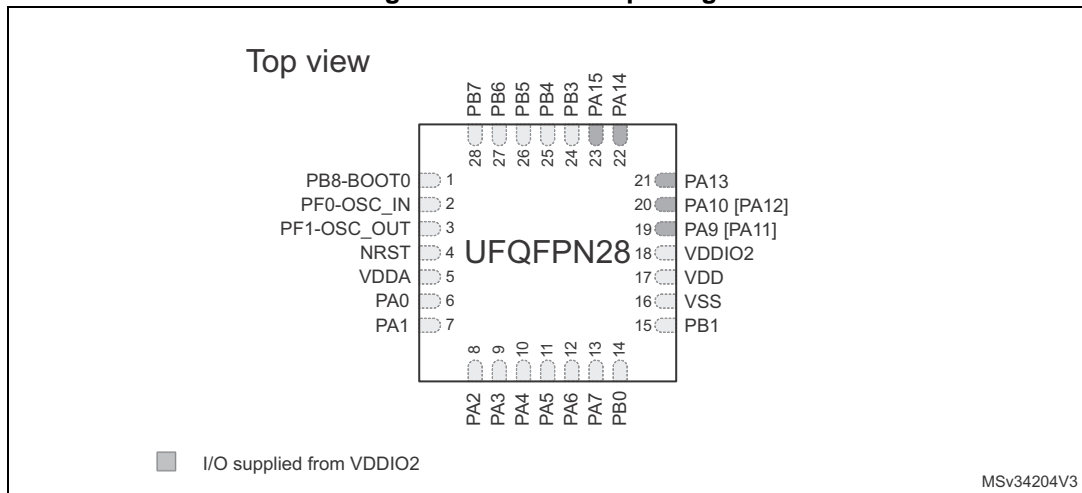 Top view
PB7
PB6
PB5
PB4
PB3
PA15
PA14
28
27
26
25
24
23
22
PB8-BOOT0 1
PF0-OSC_IN 2
PF1-OSC_OUT 3
NRST 4
VDDA 5
PA0 6
PA1 7
UFQFPN28
21 PA13
20 PA10 [PA12]
19 PA9 [PA11]
18 VDDIO2
17 VDD
16 VSS
15 PB1
8
9
10
11
12
13
14
PA2
PA3
PA4
PA5
PA6
PA7
PB0
I/O supplied from VDDIO2
MSv34204V3